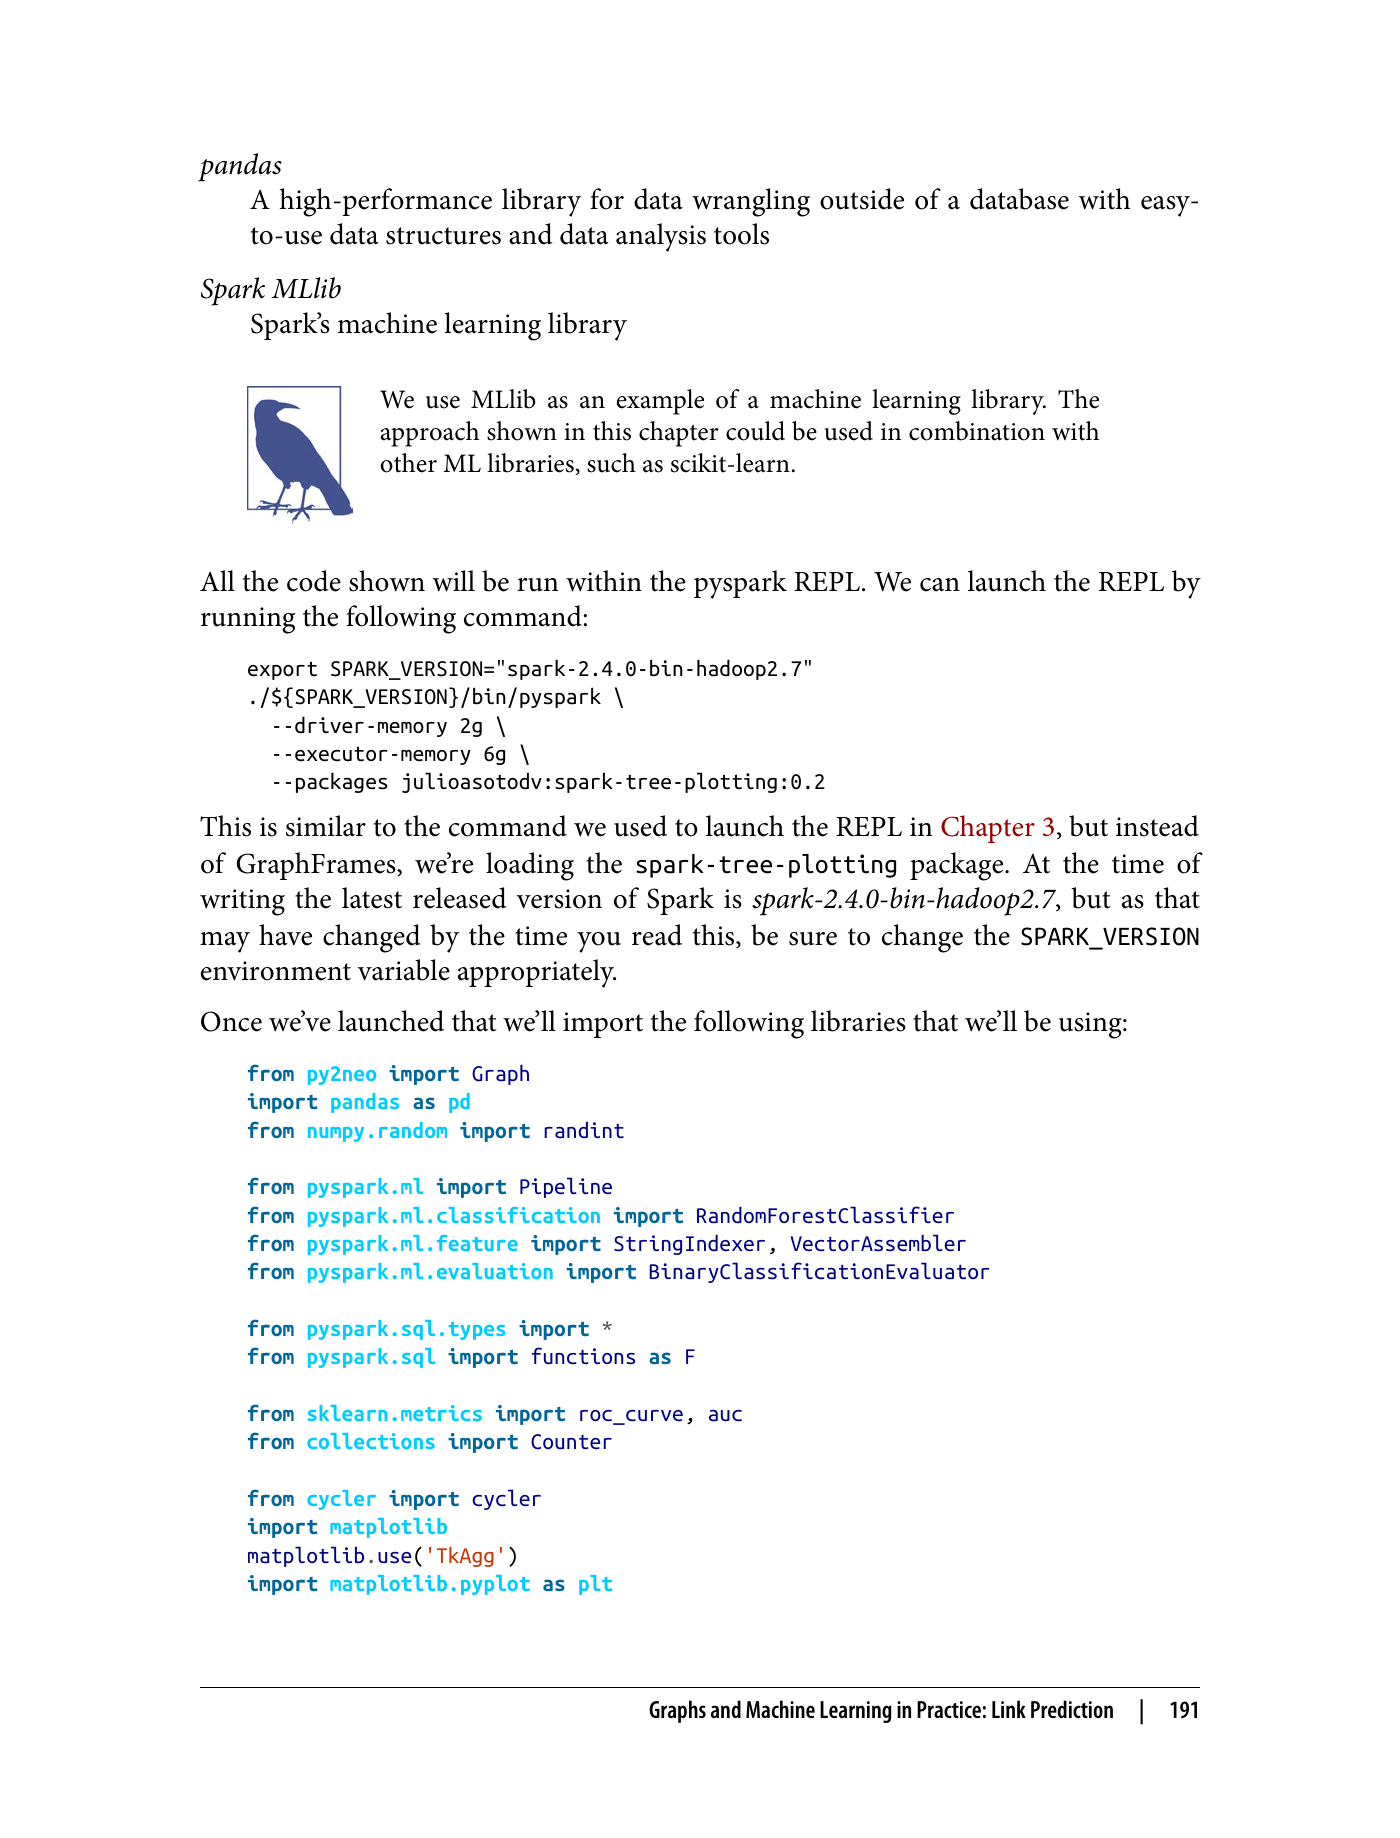 pandas
A high-performance library for data wrangling outside of a database with easy-
to-use data structures and data analysis tools
Spark MLlib
Spark’s machine learning library
We use MLlib as an example of a machine learning library. The
approach shown in this chapter could be used in combination with
other ML libraries, such as scikit-learn.
All the code shown will be run within the pyspark REPL. We can launch the REPL by
running the following command:
export SPARK_VERSION="spark-2.4.0-bin-hadoop2.7"
./${SPARK_VERSION}/bin/pyspark \
  --driver-memory 2g \
  --executor-memory 6g \
  --packages julioasotodv:spark-tree-plotting:0.2
This is similar to the command we used to launch the REPL in Chapter 3, but instead
of GraphFrames, we’re loading the spark-tree-plotting package. At the time of
writing the latest released version of Spark is spark-2.4.0-bin-hadoop2.7, but as that
may have changed by the time you read this, be sure to change the SPARK_VERSION
environment variable appropriately.
Once we’ve launched that we’ll import the following libraries that we’ll be using:
from py2neo import Graph
import pandas as pd
from numpy.random import randint
from pyspark.ml import Pipeline
from pyspark.ml.classification import RandomForestClassifier
from pyspark.ml.feature import StringIndexer, VectorAssembler
from pyspark.ml.evaluation import BinaryClassificationEvaluator
from pyspark.sql.types import *
from pyspark.sql import functions as F
from sklearn.metrics import roc_curve, auc
from collections import Counter
from cycler import cycler
import matplotlib
matplotlib.use('TkAgg')
import matplotlib.pyplot as plt
Graphs and Machine Learning in Practice: Link Prediction | 191